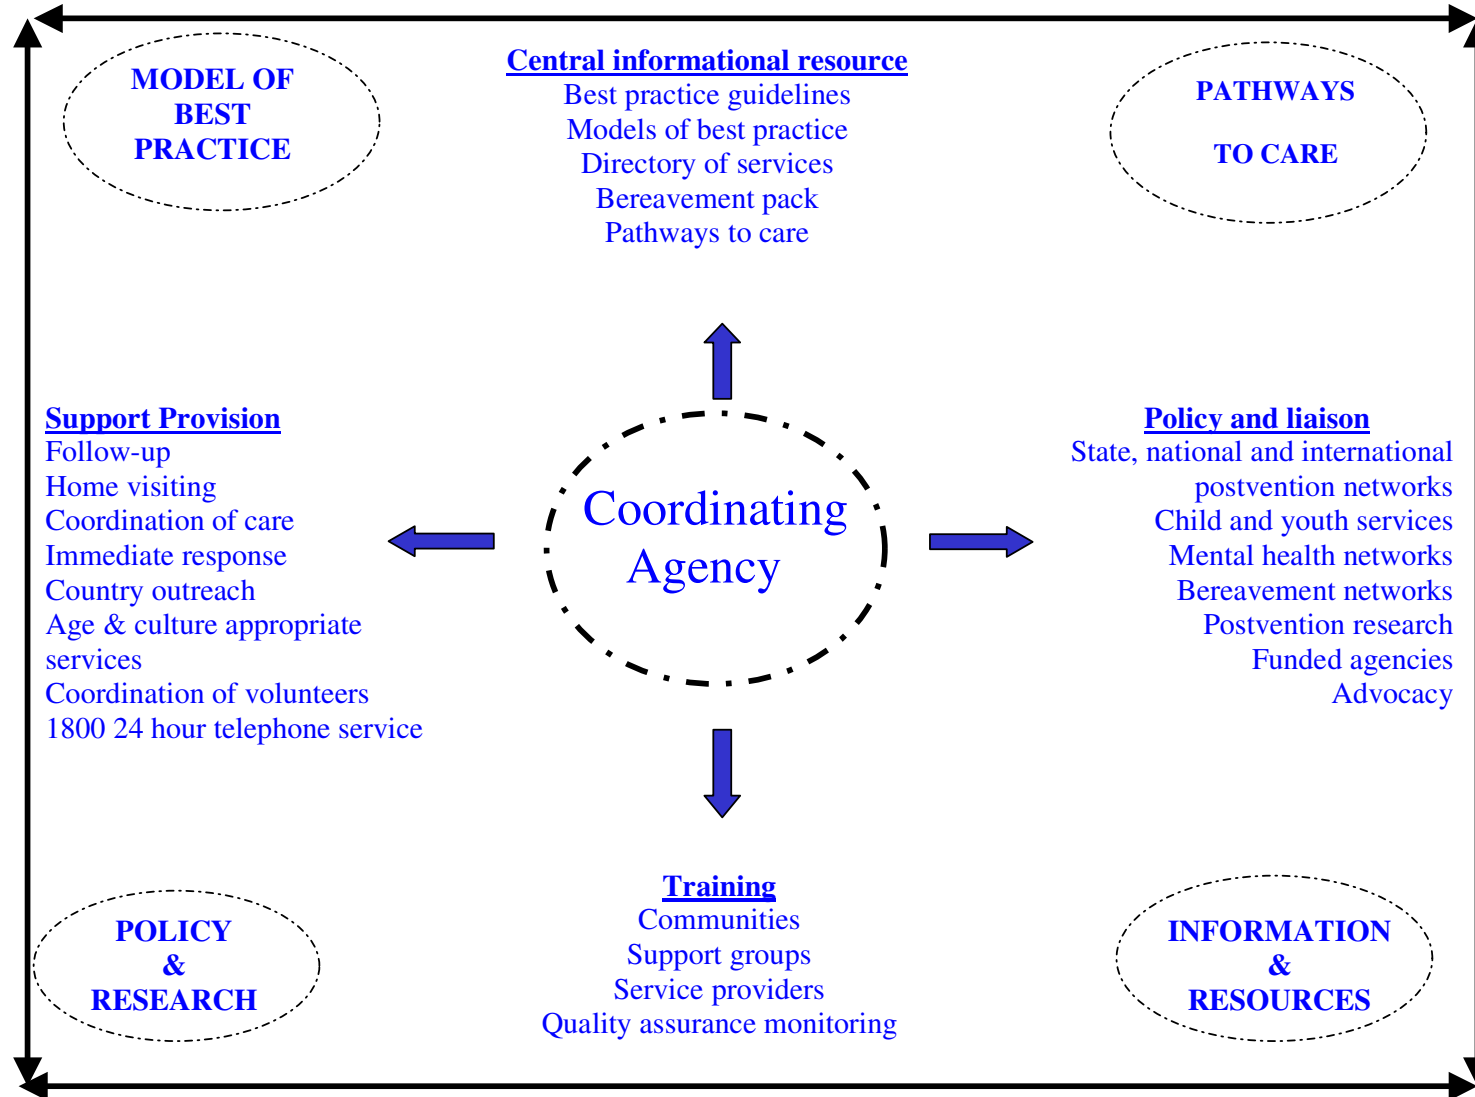 MODEL OF
BEST
PRACTICE
Central informational resource
Best practice guidelines
Models of best practice
Directory of services
Bereavement pack
Pathways to care
PATHWAYS
TO CARE
Support Provision
Follow-up
Home visiting
Coordination of care
Immediate response
Country outreach
Age & culture appropriate
services
Coordination of volunteers
1800 24 hour telephone service
Coordinating
Agency
Policy and liaison
State, national and international
postvention networks
Child and youth services
Mental health networks
Bereavement networks
Postvention research
Funded agencies
Advocacy
POLICY
&
RESEARCH
Training
Communities
Support groups
Service providers
Quality assurance monitoring
INFORMATION
&
RESOURCES